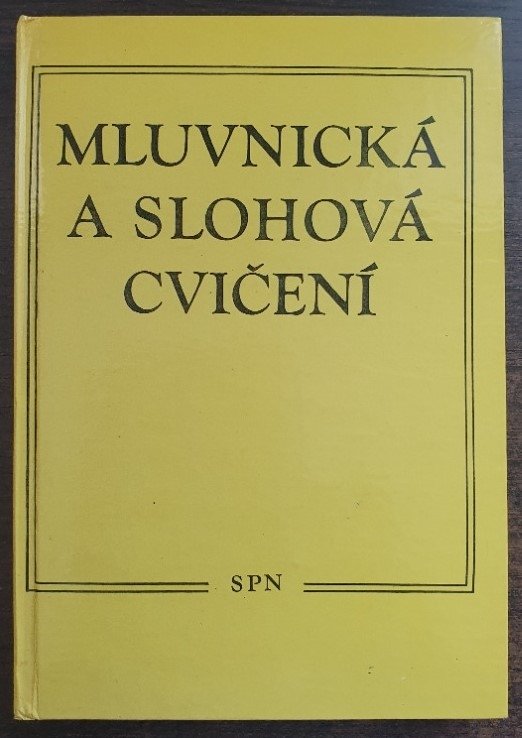 MLUVNICKÁ
A SLOHOVÁ
CVIČENÍ
SPN